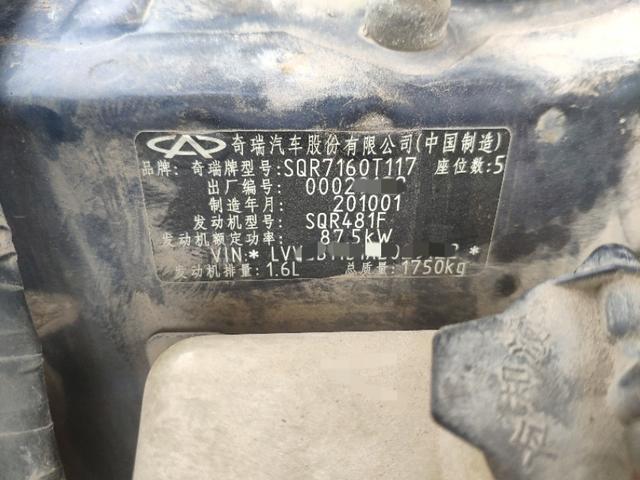 奇瑞汽车股份有限公司(中国制造)
品牌: 奇瑞牌型号:SQR7160T117 座位数:5
出厂编号: 0002
制造年月: 201001
发动机型号: SQR481F
发动机额定功率: 87.5kW
VIN:* LVV *
发动机排量:1.6L 总质量:1750kg